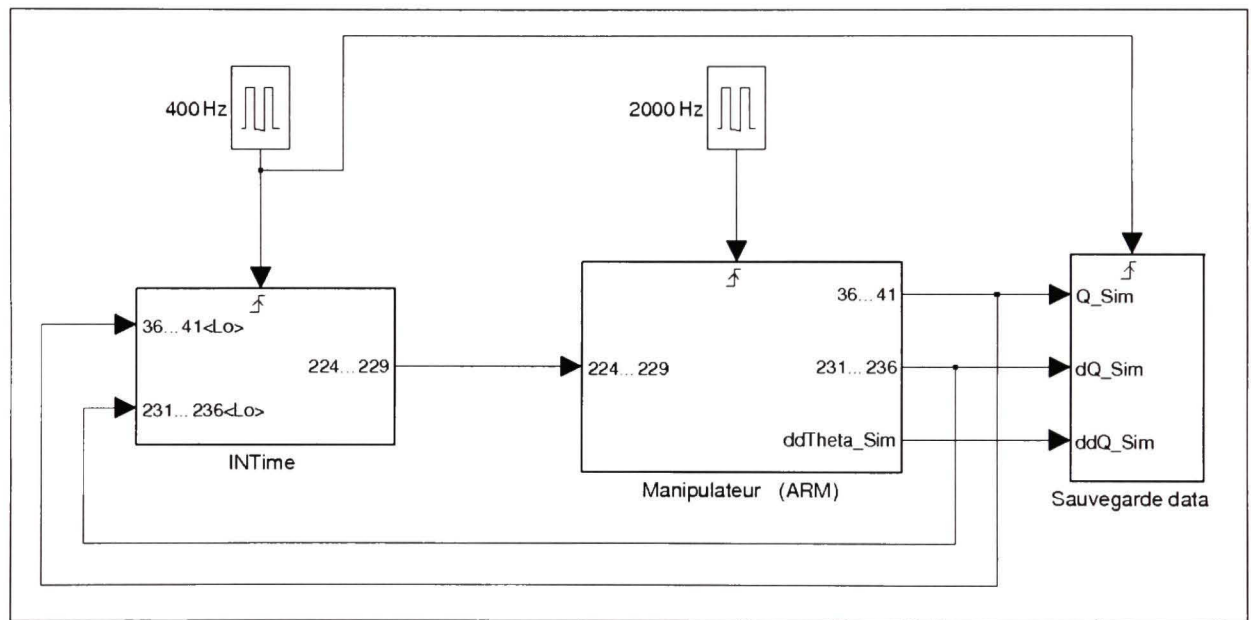 400 Hz
2000 Hz
36... 41<Lo>
224... 229
231... 236<Lo>
INTime
224... 229
36... 41
231... 236
ddTheta_Sim
Manipulateur (ARM)
Q_Sim
dQ_Sim
ddQ_Sim
Sauvegarde data